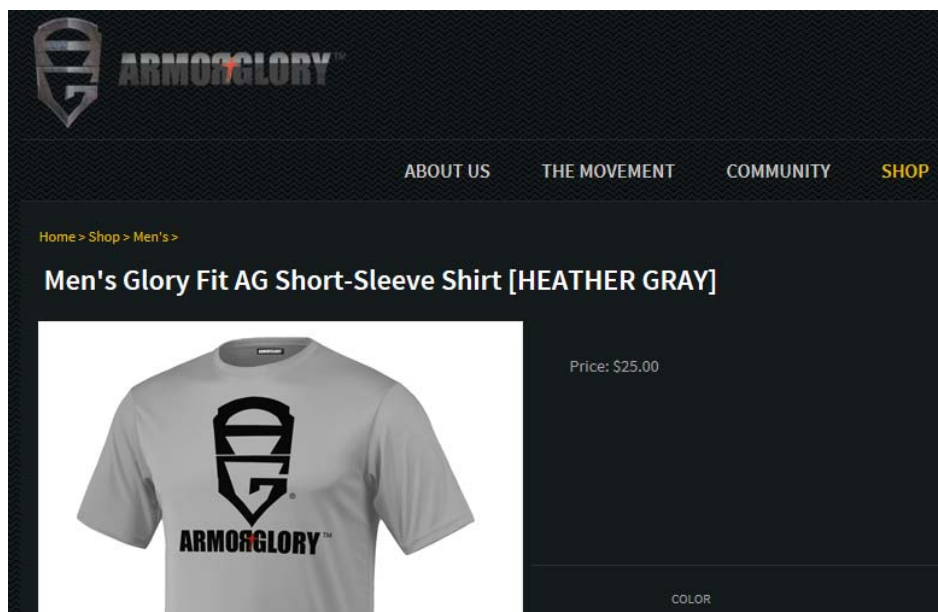 ARMORGLORY™
ABOUT US THE MOVEMENT COMMUNITY SHOP
Home > Shop > Men's >
Men's Glory Fit AG Short-Sleeve Shirt [HEATHER GRAY]
Price: $25.00
AG®
ARMORGLORY™
COLOR